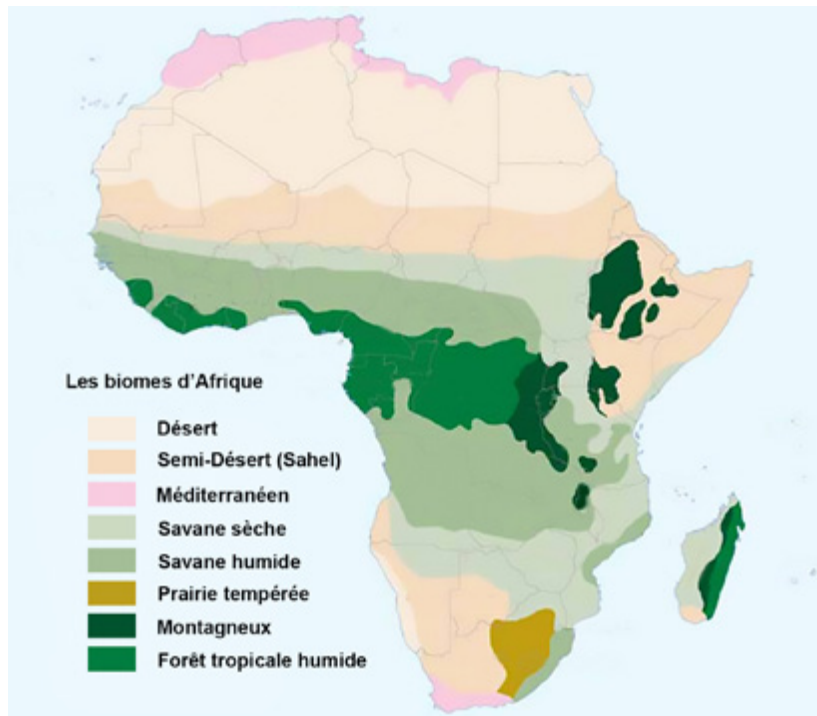 Les biomes d'Afrique
Désert
Semi-Désert (Sahel)
Méditerranéen
Savane sèche
Savane humide
Prairie tempérée
Montagneux
Forêt tropicale humide